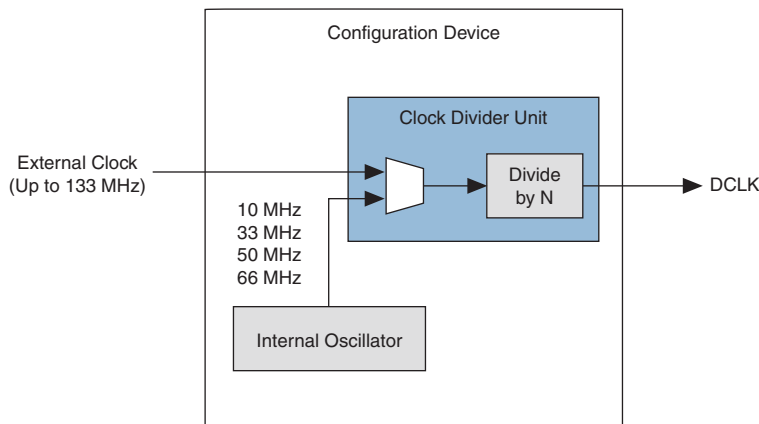 Configuration Device
Clock Divider Unit
External Clock
(Up to 133 MHz)
Divide
by N
DCLK
10 MHz
33 MHz
50 MHz
66 MHz
Internal Oscillator